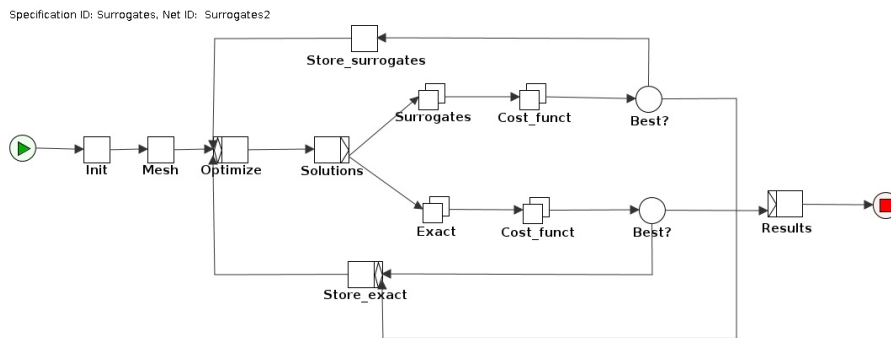 Specification ID: Surrogates, Net ID: Surrogates2
Store_surrogates
Surrogates
Cost_funct
Best?
Init
Mesh
Optimize
Solutions
Exact
Cost_funct
Best?
Results
Store_exact